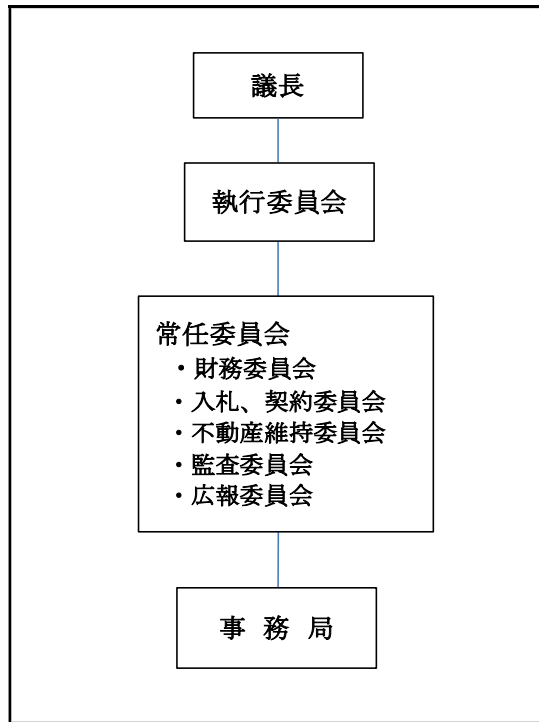 議長
執行委員会
常任委員会
・財務委員会
・入札、契約委員会
・不動産維持委員会
・監査委員会
・広報委員会
事 務 局